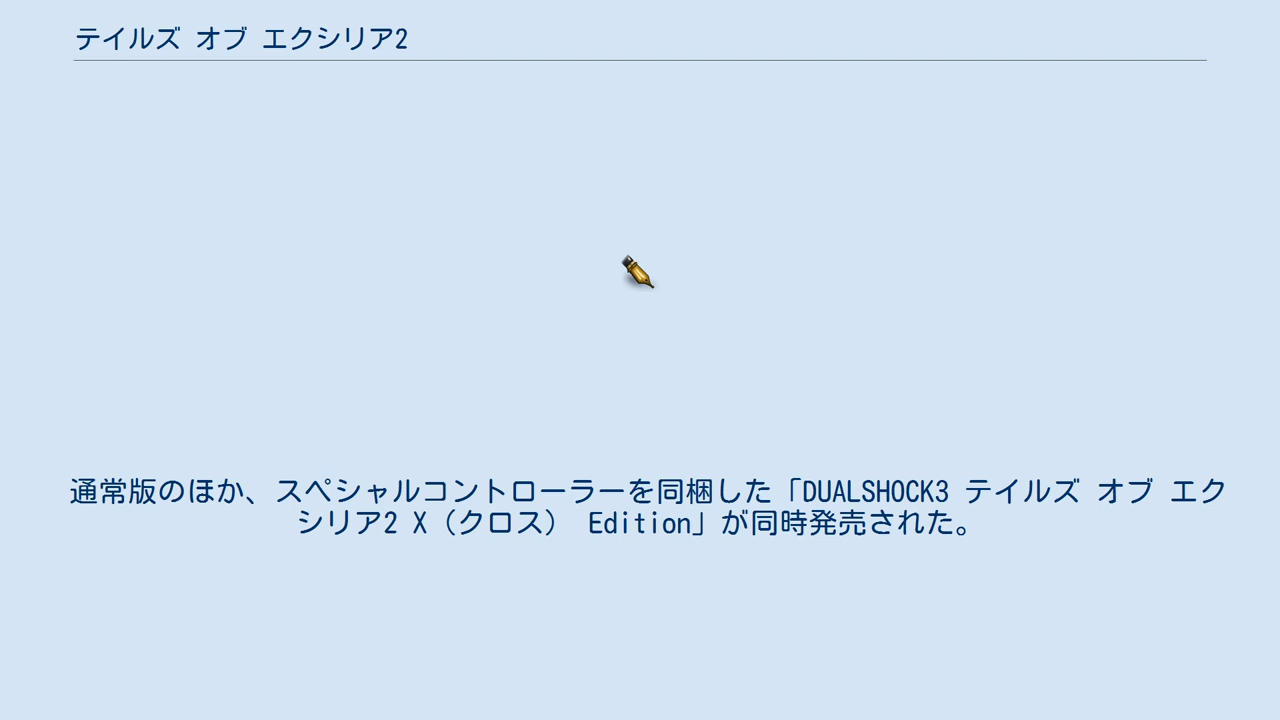 テイルズ オブ エクシリア2
通常版のほか、スペシャルコントローラーを同梱した「DUALSHOCK3 テイルズ オブ エク
シリア2 X（クロス） Edition」が同時発売された。